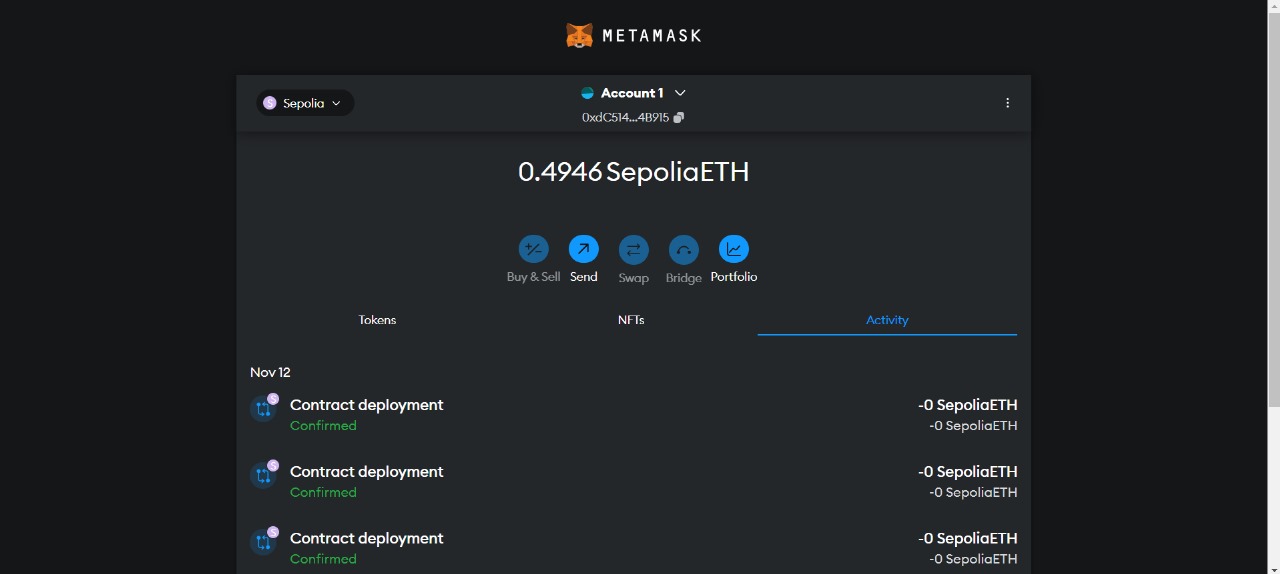 METAMASK
S Sepolia
Account 1
0xdC514...4B915
0.4946 SepoliaETH
Buy & Sell Send Swap Bridge Portfolio
Tokens NFTs Activity
Nov 12
S
Contract deployment -0 SepoliaETH
Confirmed -0 SepoliaETH
S
Contract deployment -0 SepoliaETH
Confirmed -0 SepoliaETH
S
Contract deployment -0 SepoliaETH
Confirmed -0 SepoliaETH